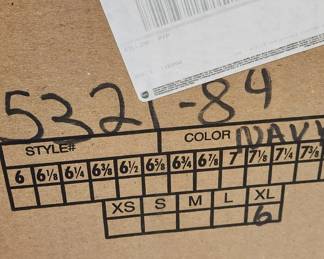 5321-84
STYLE# COLOR NAVY
6 6⅛ 6¼ 6⅜ 6½ 6⅝ 6¾ 6⅞ 7 7⅛ 7¼ 7⅜
XS S M L XL
6